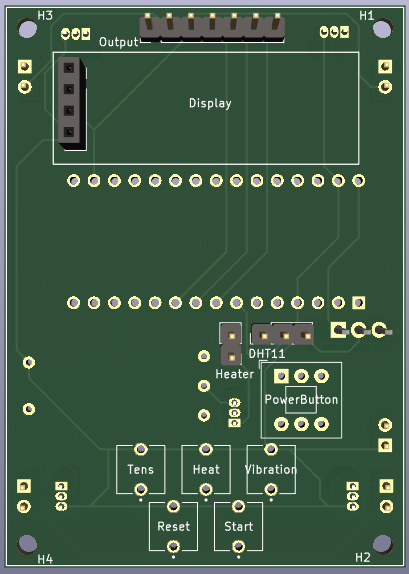 H3 H1
Output
Display
DHT11
Heater
PowerButton
Tens Heat Vibration
Reset Start
H4 H2